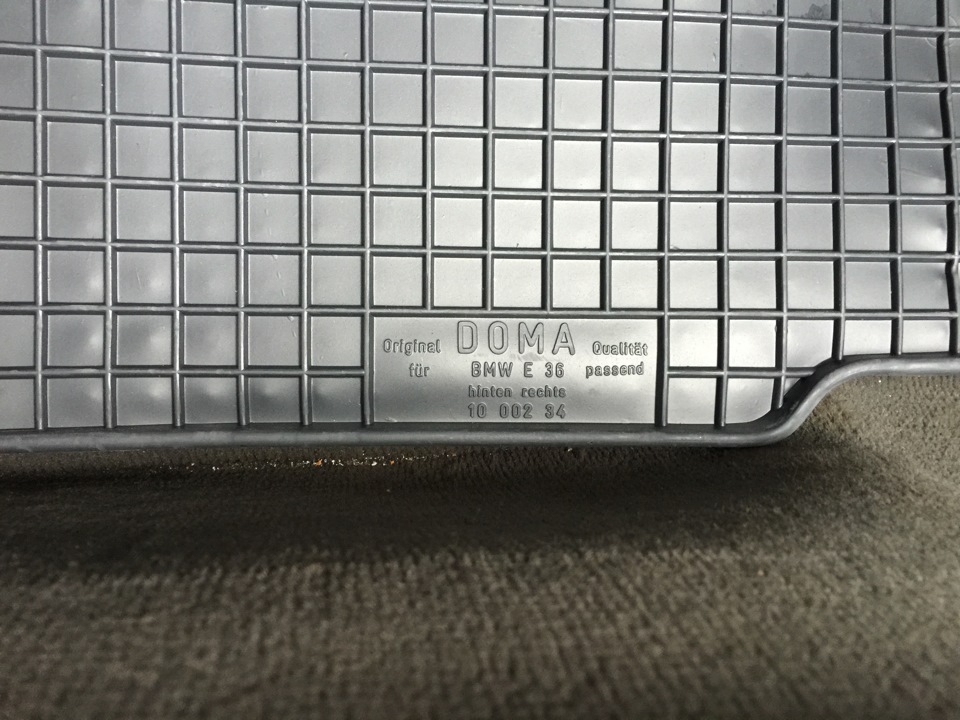 Original DOMA Qualität
für BMW E 36 passend
hinten rechts
10 002 34